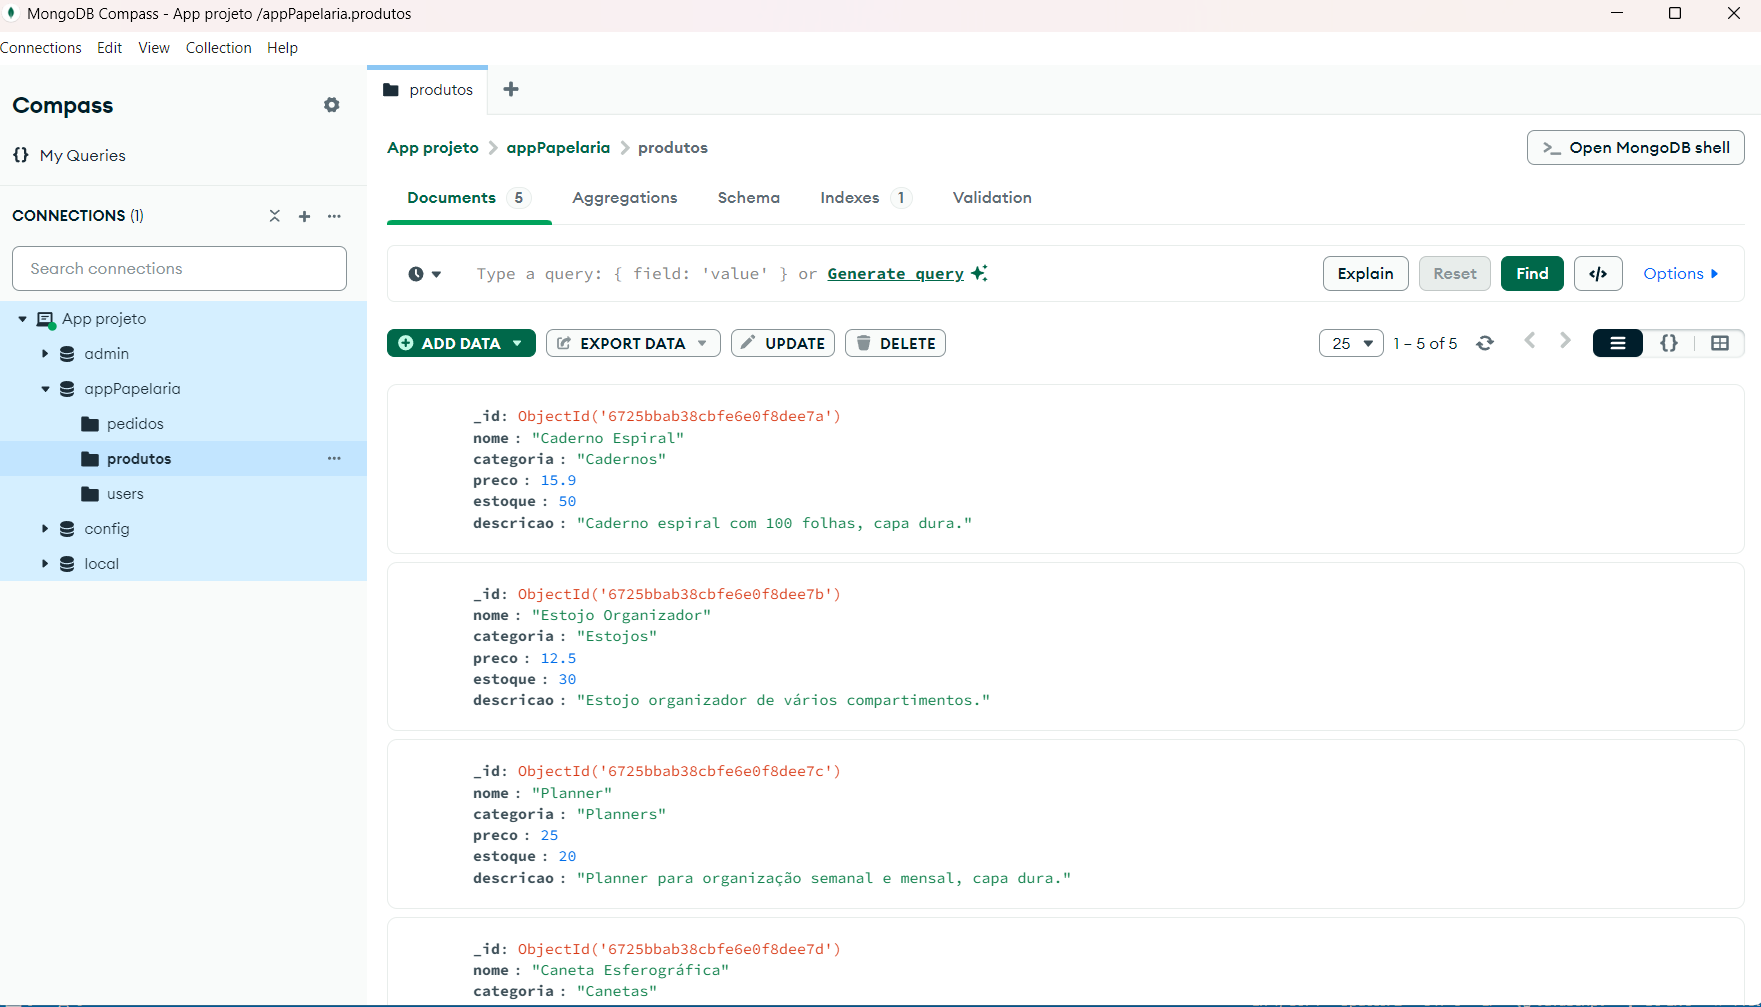 MongoDB Compass - App projeto /appPapelaria.produtos
Connections Edit View Collection Help
Compass
My Queries
CONNECTIONS (1)
Search connections
App projeto
admin
appPapelaria
pedidos
produtos
users
config
local
produtos
App projeto > appPapelaria > produtos
>_ Open MongoDB shell
Documents 5 Aggregations Schema Indexes 1 Validation
Type a query: { field: 'value' } or Generate query
Explain Reset Find </> Options
ADD DATA EXPORT DATA UPDATE DELETE
25 1 – 5 of 5 {}
_id: ObjectId('6725bbab38cbfe6e0f8dee7a')
nome : "Caderno Espiral"
categoria : "Cadernos"
preco : 15.9
estoque : 50
descricao : "Caderno espiral com 100 folhas, capa dura."
_id: ObjectId('6725bbab38cbfe6e0f8dee7b')
nome : "Estojo Organizador"
categoria : "Estojos"
preco : 12.5
estoque : 30
descricao : "Estojo organizador de vários compartimentos."
_id: ObjectId('6725bbab38cbfe6e0f8dee7c')
nome : "Planner"
categoria : "Planners"
preco : 25
estoque : 20
descricao : "Planner para organização semanal e mensal, capa dura."
_id: ObjectId('6725bbab38cbfe6e0f8dee7d')
nome : "Caneta Esferográfica"
categoria : "Canetas"